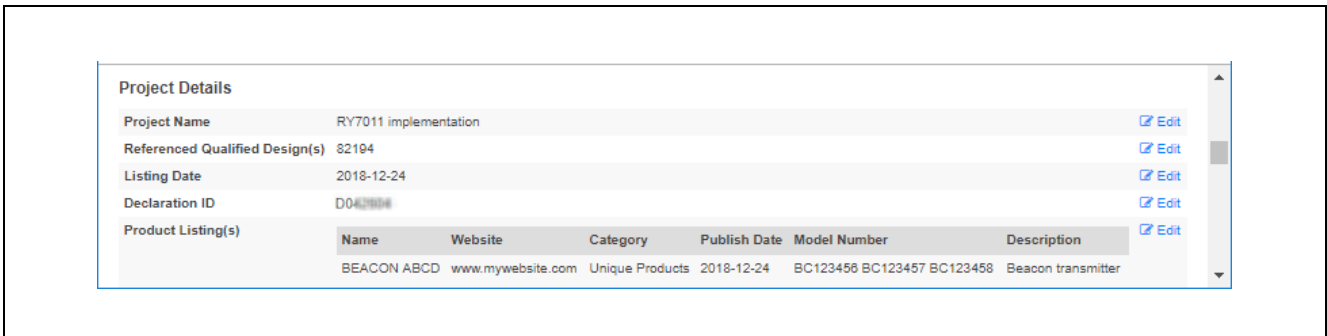 Project Details
Project Name RY7011 implementation Edit
Referenced Qualified Design(s) 82194 Edit
Listing Date 2018-12-24 Edit
Declaration ID Edit
Product Listing(s) Edit
Name Website Category Publish Date Model Number Description
BEACON ABCD www.mywebsite.com Unique Products 2018-12-24 BC123456 BC123457 BC123458 Beacon transmitter